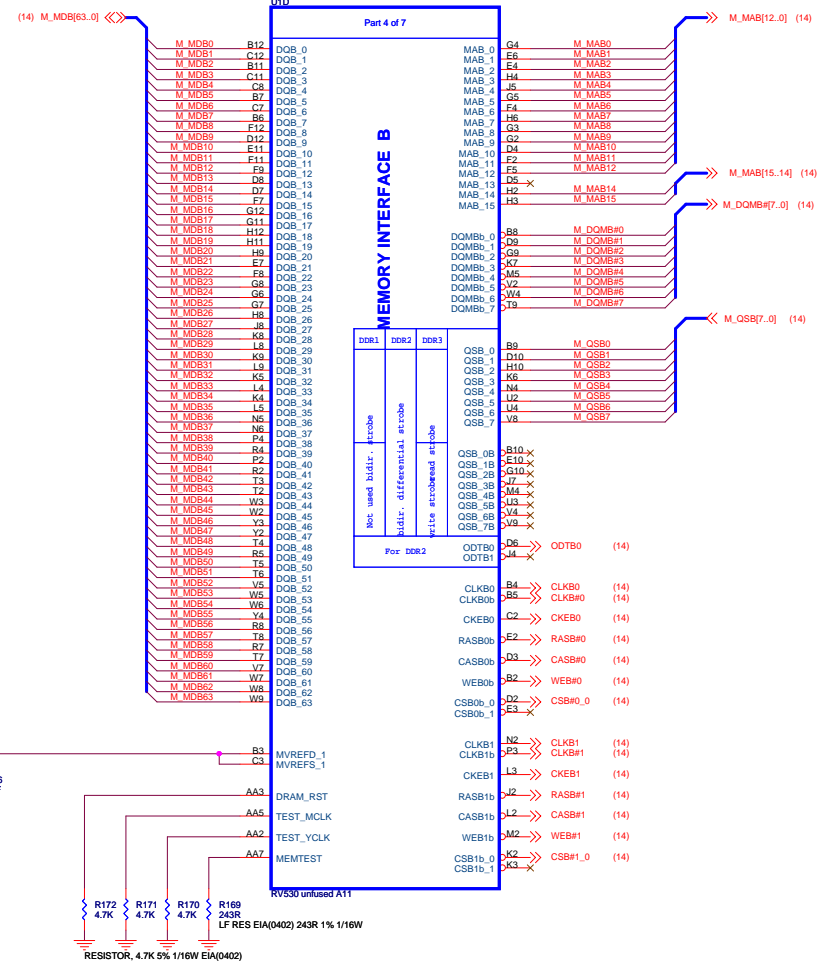 U1D
(14) M_MDB[63..0]
Part 4 of 7
M_MAB[12..0] (14)
M_MDB0 B12 DQB_0 MAB_0 G4 M_MAB0
M_MDB1 C12 DQB_1 MAB_1 E6 M_MAB1
M_MDB2 B11 DQB_2 MAB_2 E4 M_MAB2
M_MDB3 C11 DQB_3 MAB_3 H4 M_MAB3
M_MDB4 C8 DQB_4 MAB_4 J5 M_MAB4
M_MDB5 B7 DQB_5 MAB_5 G5 M_MAB5
M_MDB6 C7 DQB_6 MAB_6 F4 M_MAB6
M_MDB7 B6 DQB_7 MAB_7 H6 M_MAB7
M_MDB8 F12 DQB_8 MAB_8 G3 M_MAB8
M_MDB9 D12 DQB_9 MAB_9 G2 M_MAB9
M_MDB10 E11 DQB_10 MAB_10 D4 M_MAB10
M_MDB11 F11 DQB_11 MAB_11 F2 M_MAB11
M_MDB12 F9 DQB_12 MAB_12 F5 M_MAB12
M_MDB13 D8 DQB_13 MAB_13 D5
M_MAB[15..14] (14)
M_MDB14 D7 DQB_14 MAB_14 H2 M_MAB14
M_MDB15 F7 DQB_15 MAB_15 H3 M_MAB15
M_DQMB#[7..0] (14)
M_MDB16 G12 DQB_16
M_MDB17 G11 DQB_17
M_MDB18 H12 DQB_18 DQMBb_0 B8 M_DQMB#0
M_MDB19 H11 DQB_19 DQMBb_1 D9 M_DQMB#1
M_MDB20 H9 DQB_20 DQMBb_2 G9 M_DQMB#2
M_MDB21 E7 DQB_21 DQMBb_3 K7 M_DQMB#3
M_MDB22 F8 DQB_22 DQMBb_4 M5 M_DQMB#4
M_MDB23 G8 DQB_23 DQMBb_5 V2 M_DQMB#5
M_MDB24 G6 DQB_24 DQMBb_6 W4 M_DQMB#6
M_MDB25 G7 DQB_25 DQMBb_7 T9 M_DQMB#7
MEMORY INTERFACE B
M_MDB26 H8 DQB_26
M_QSB[7..0] (14)
M_MDB27 J8 DQB_27
M_MDB28 K8 DQB_28
DDR1 DDR2 DDR3
M_MDB29 L8 DQB_29 QSB_0 B9 M_QSB0
M_MDB30 K9 DQB_30 QSB_1 D10 M_QSB1
M_MDB31 L9 DQB_31 QSB_2 H10 M_QSB2
M_MDB32 K5 DQB_32 QSB_3 K6 M_QSB3
M_MDB33 L4 DQB_33 QSB_4 N4 M_QSB4
M_MDB34 K4 DQB_34 QSB_5 U2 M_QSB5
M_MDB35 L5 DQB_35 QSB_6 U4 M_QSB6
M_MDB36 N5 DQB_36 QSB_7 V8 M_QSB7
Not used bidir. strobe
bidir. differential strobe
write strobe read strobe
M_MDB37 N6 DQB_37
M_MDB38 P4 DQB_38
M_MDB39 R4 DQB_39 QSB_0B B10
M_MDB40 P2 DQB_40 QSB_1B E10
M_MDB41 R2 DQB_41 QSB_2B G10
M_MDB42 T3 DQB_42 QSB_3B J7
M_MDB43 T2 DQB_43 QSB_4B M4
M_MDB44 W3 DQB_44 QSB_5B U3
M_MDB45 W2 DQB_45 QSB_6B V4
M_MDB46 Y3 DQB_46 QSB_7B V9
M_MDB47 Y2 DQB_47
M_MDB48 T4 DQB_48 For DDR2 ODTB0 D6 ODTB0 (14)
M_MDB49 R5 DQB_49 ODTB1 J4
M_MDB50 T5 DQB_50
M_MDB51 T6 DQB_51
M_MDB52 V5 DQB_52 CLKB0 B4 CLKB0 (14)
M_MDB53 W5 DQB_53 CLKB0b B5 CLKB#0 (14)
M_MDB54 W6 DQB_54
M_MDB55 Y4 DQB_55 CKEB0 C2 CKEB0 (14)
M_MDB56 R8 DQB_56
M_MDB57 T8 DQB_57 RASB0b E2 RASB#0 (14)
M_MDB58 R7 DQB_58
M_MDB59 T7 DQB_59 CASB0b D3 CASB#0 (14)
M_MDB60 V7 DQB_60
M_MDB61 W7 DQB_61 WEB0b B2 WEB#0 (14)
M_MDB62 W8 DQB_62
M_MDB63 W9 DQB_63 CSB0b_0 D2 CSB#0_0 (14)
CSB0b_1 E3
CLKB1 N2 CLKB1 (14)
B3 MVREFD_1 CLKB1b P3 CLKB#1 (14)
C3 MVREFS_1
CKEB1 L3 CKEB1 (14)
AA3 DRAM_RST RASB1b J2 RASB#1 (14)
AA5 TEST_MCLK CASB1b L2 CASB#1 (14)
AA2 TEST_YCLK WEB1b M2 WEB#1 (14)
AA7 MEMTEST CSB1b_0 K2 CSB#1_0 (14)
CSB1b_1 K3
RV530 unfused A11
R172 R171 R170 R169
4.7K 4.7K 4.7K 243R
LF RES EIA(0402) 243R 1% 1/16W
RESISTOR, 4.7K 5% 1/16W EIA(0402)